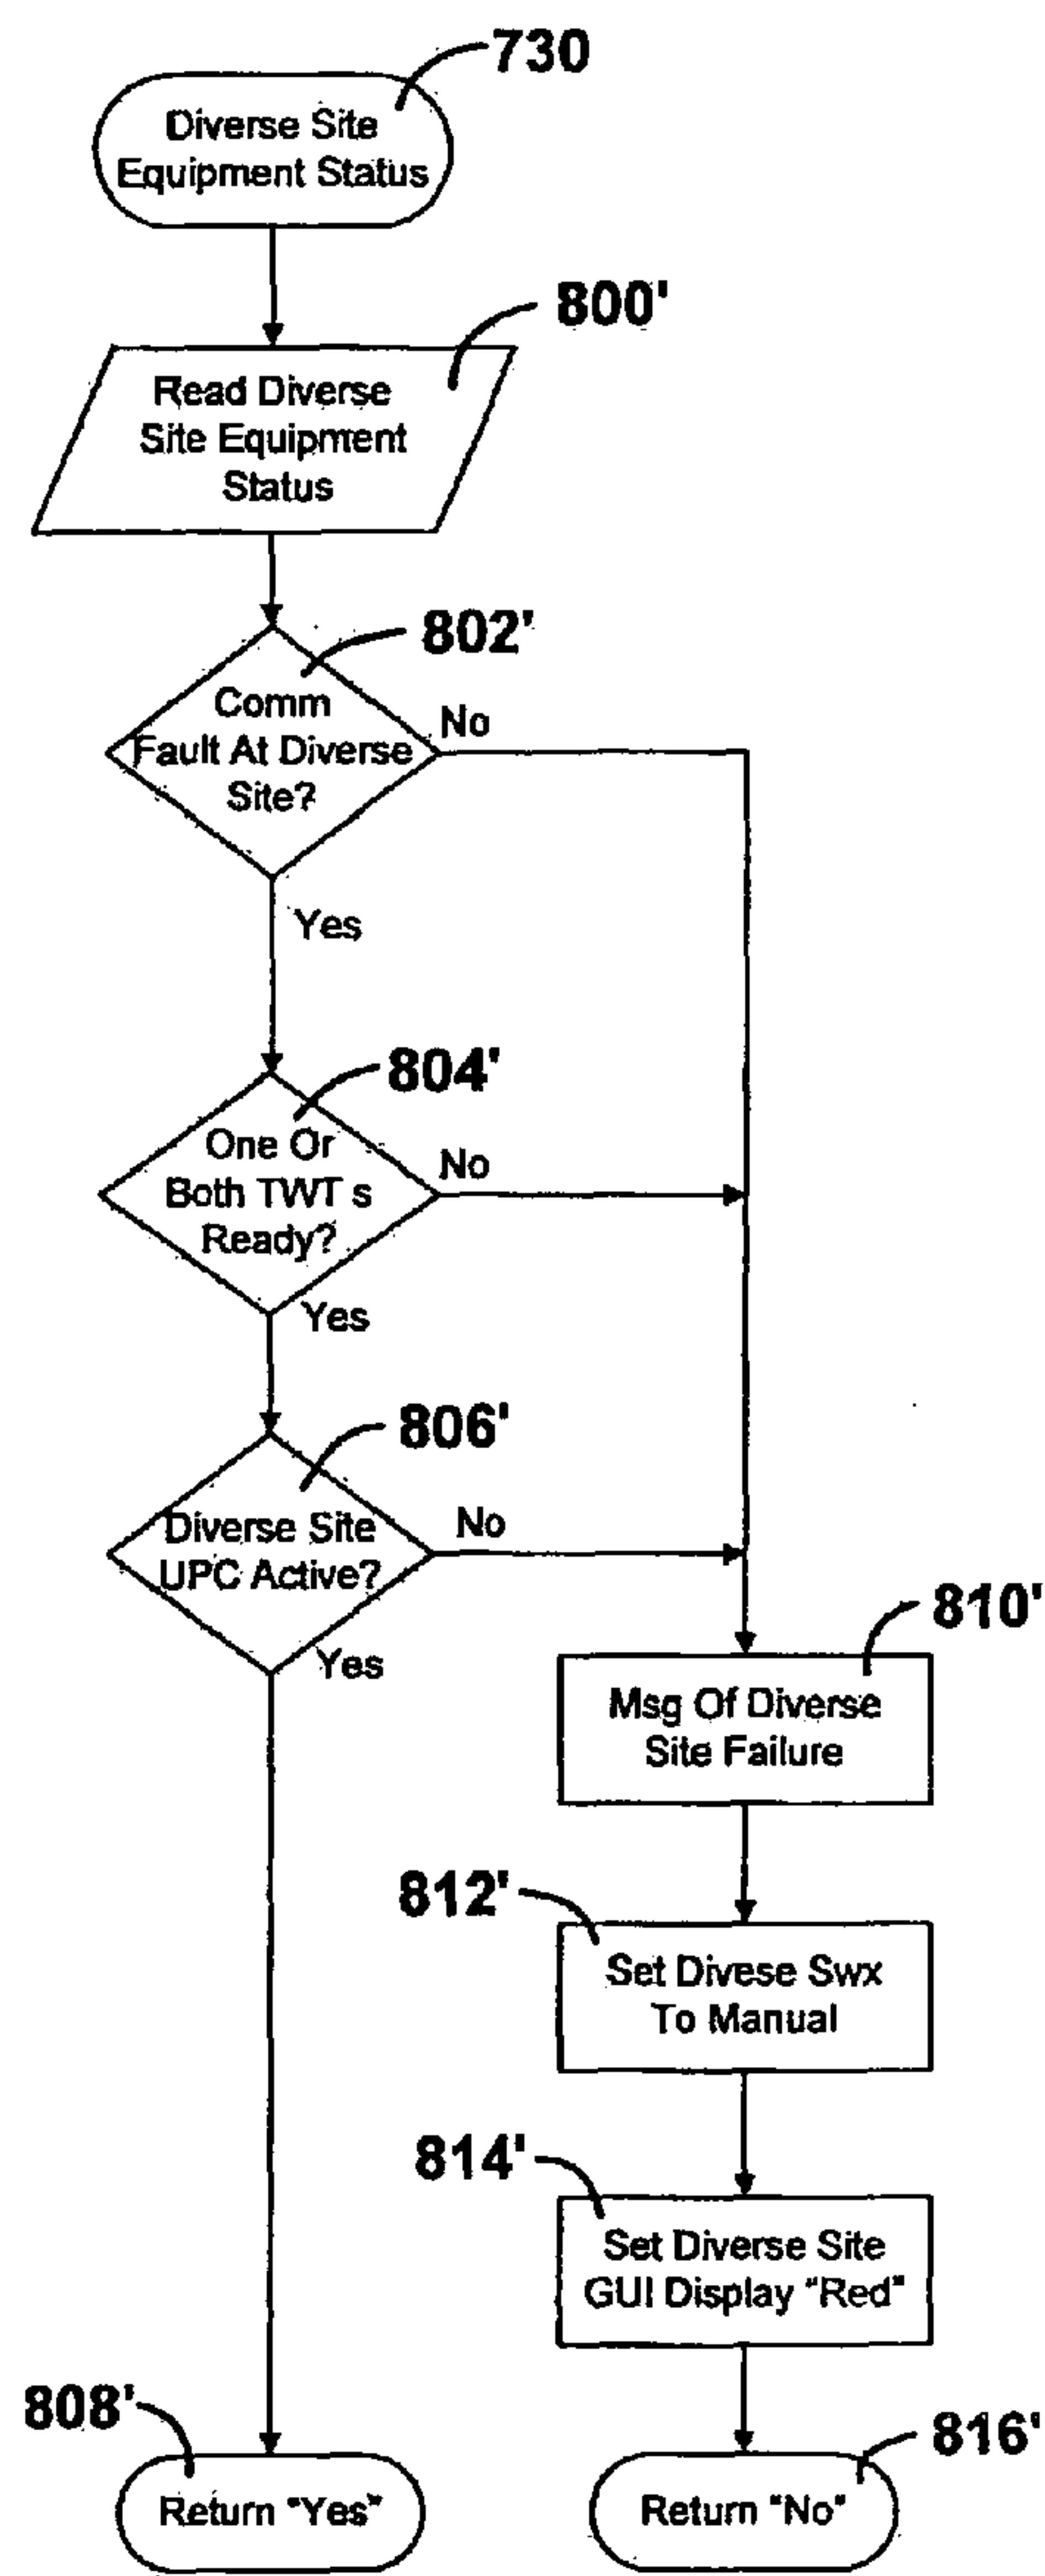 730
Diverse Site
Equipment Status
800'
Read Diverse
Site Equipment
Status
802'
Comm
Fault At Diverse
Site?
No
Yes
804'
One Or
Both TWT s
Ready?
No
Yes
806'
Diverse Site
UPC Active?
No
Yes
810'
Msg Of Diverse
Site Failure
812'
Set Divese Swx
To Manual
814'
Set Diverse Site
GUI Display "Red"
808'
Return "Yes"
816'
Return "No"